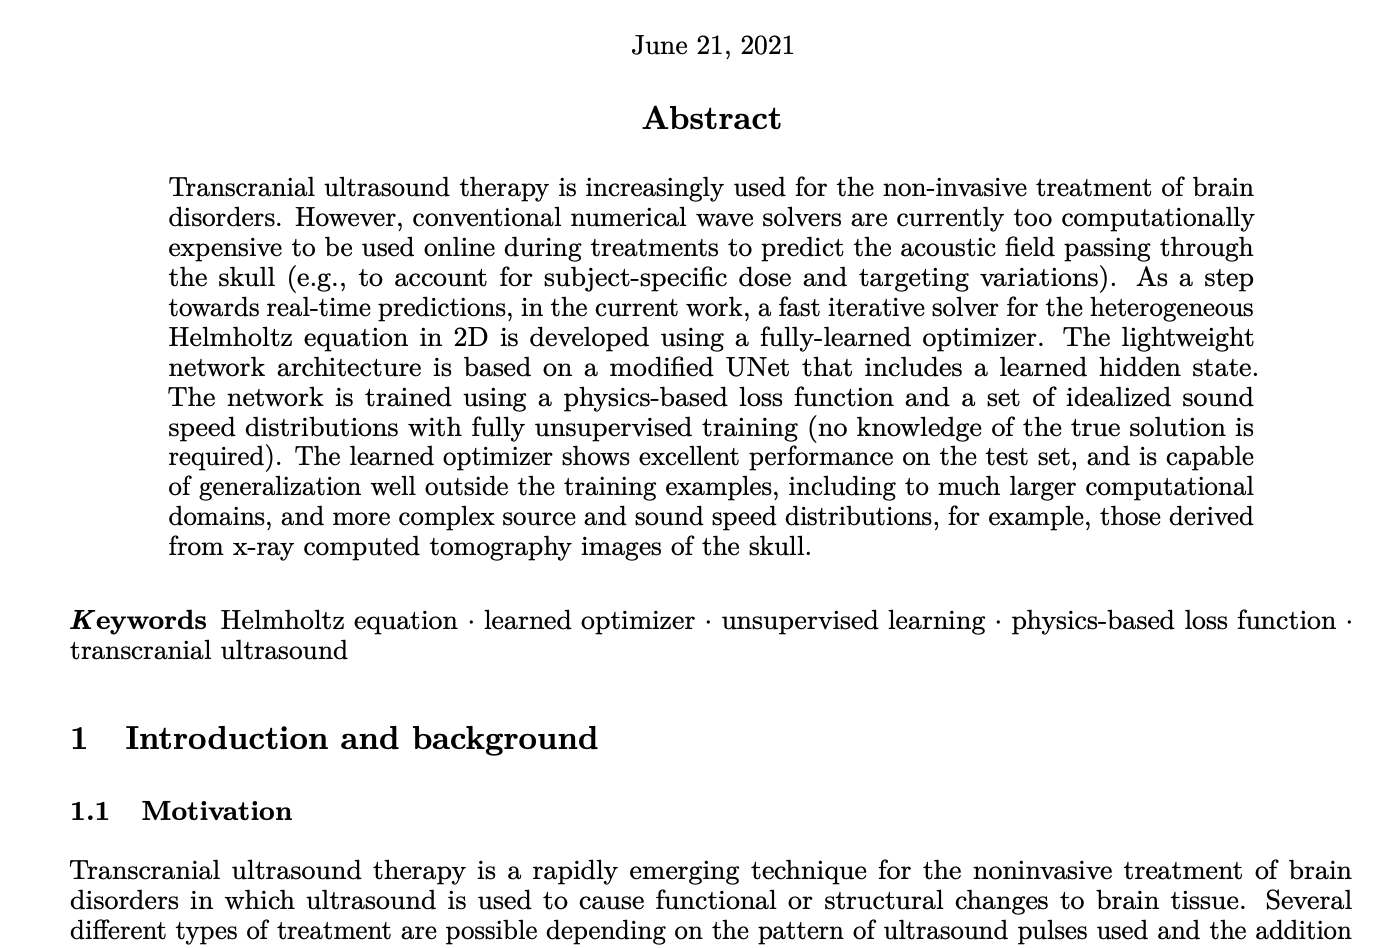 June 21, 2021
Abstract
Transcranial ultrasound therapy is increasingly used for the non-invasive treatment of brain
disorders. However, conventional numerical wave solvers are currently too computationally
expensive to be used online during treatments to predict the acoustic field passing through
the skull (e.g., to account for subject-specific dose and targeting variations). As a step
towards real-time predictions, in the current work, a fast iterative solver for the heterogeneous
Helmholtz equation in 2D is developed using a fully-learned optimizer. The lightweight
network architecture is based on a modified UNet that includes a learned hidden state.
The network is trained using a physics-based loss function and a set of idealized sound
speed distributions with fully unsupervised training (no knowledge of the true solution is
required). The learned optimizer shows excellent performance on the test set, and is capable
of generalization well outside the training examples, including to much larger computational
domains, and more complex source and sound speed distributions, for example, those derived
from x-ray computed tomography images of the skull.
Keywords Helmholtz equation · learned optimizer · unsupervised learning · physics-based loss function ·
transcranial ultrasound
1 Introduction and background
1.1 Motivation
Transcranial ultrasound therapy is a rapidly emerging technique for the noninvasive treatment of brain
disorders in which ultrasound is used to cause functional or structural changes to brain tissue. Several
different types of treatment are possible depending on the pattern of ultrasound pulses used and the addition